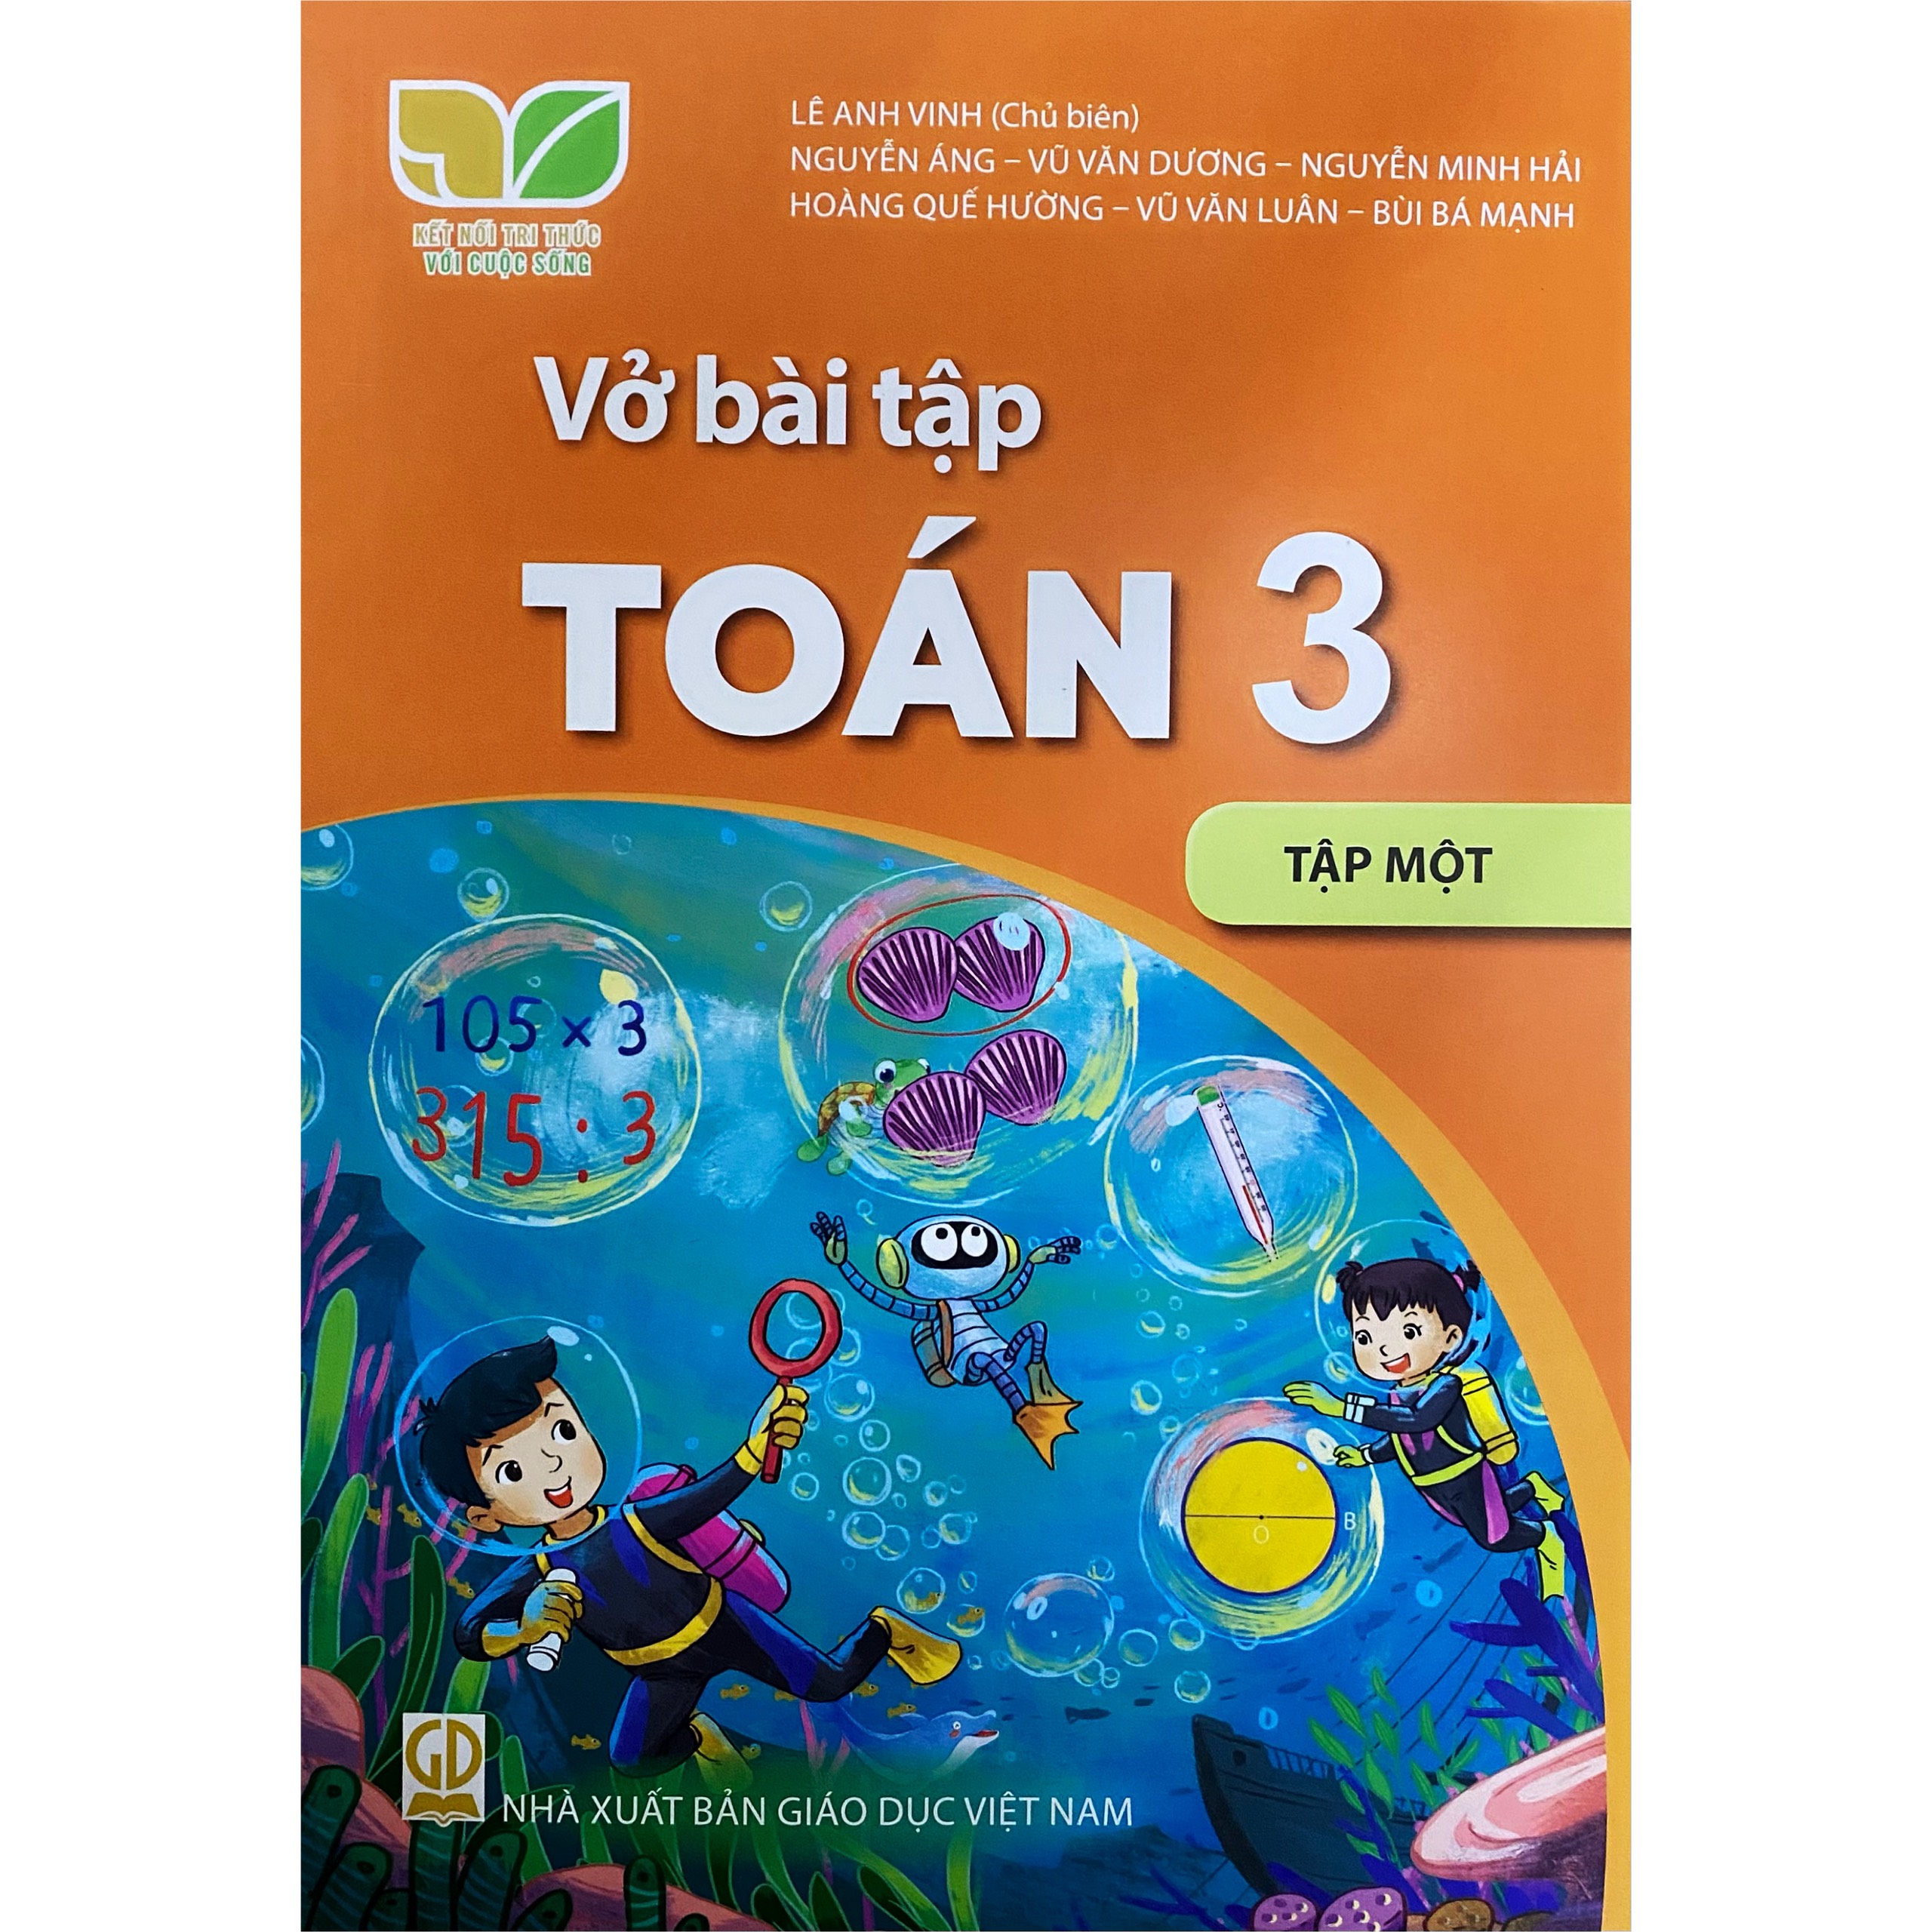 KẾT NỐI TRI THỨC
VỚI CUỘC SỐNG
LÊ ANH VINH (Chủ biên)
NGUYỄN ÁNG – VŨ VĂN DƯƠNG – NGUYỄN MINH HẢI
HOÀNG QUẾ HƯỜNG – VŨ VĂN LUÂN – BÙI BÁ MẠNH
Vở bài tập
TOÁN 3
TẬP MỘT
105 × 3
315 : 3
A O B
GD
NHÀ XUẤT BẢN GIÁO DỤC VIỆT NAM